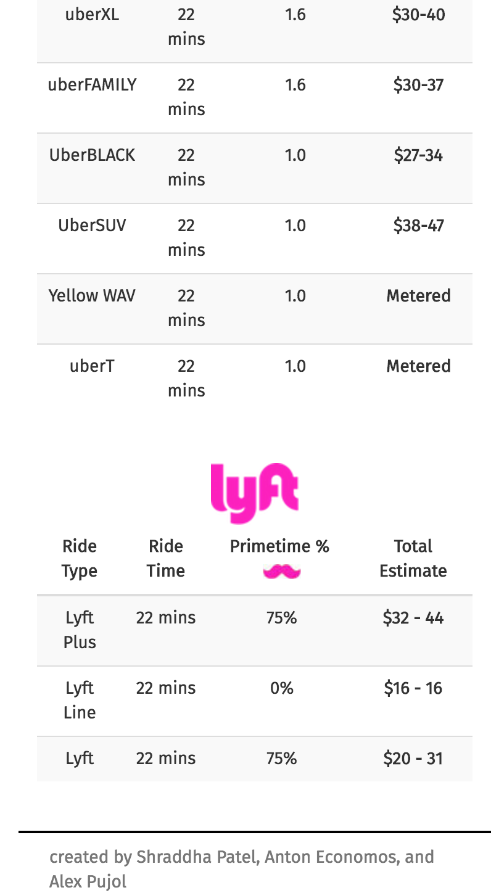 uberXL 22 mins 1.6 $30-40
uberFAMILY 22 mins 1.6 $30-37
UberBLACK 22 mins 1.0 $27-34
UberSUV 22 mins 1.0 $38-47
Yellow WAV 22 mins 1.0 Metered
uberT 22 mins 1.0 Metered
lyft
Ride Type Ride Time Primetime % Total Estimate
Lyft Plus 22 mins 75% $32 - 44
Lyft Line 22 mins 0% $16 - 16
Lyft 22 mins 75% $20 - 31
created by Shraddha Patel, Anton Economos, and
Alex Pujol